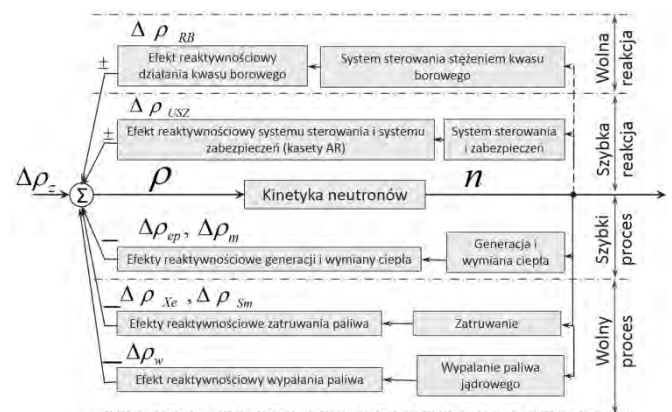 Δ ρ RB
Efekt reaktywnościowy
działania kwasu borowego
System sterowania stężeniem kwasu
borowego
Wolna
reakcja
±
Δ ρ USZ
±
Efekt reaktywnościowy systemu sterowania i systemu
zabezpieczeń (kasety AR)
System sterowania
i zabezpieczeń
Szybka
reakcja
Δρz
Σ
ρ
Kinetyka neutronów
n
Δρep, Δρm
Efekty reaktywnościowe generacji i wymiany ciepła
Generacja i
wymiana ciepła
Szybki
proces
Δ ρ Xe , Δ ρ Sm
Efekty reaktywnościowe zatruwania paliwa
Zatruwanie
Δρw
Efekt reaktywnościowy wypalania paliwa
Wypalanie paliwa
jądrowego
Wolny
proces